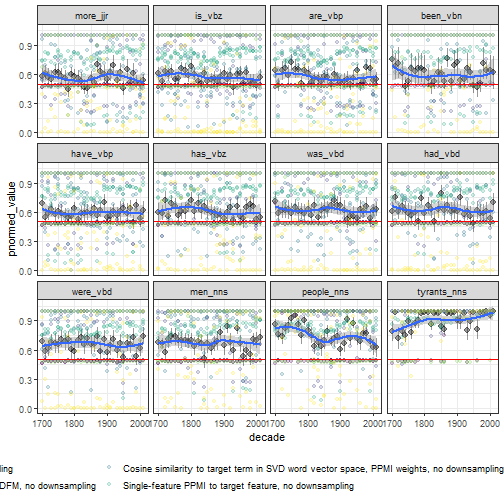 more_jjr is_vbz are_vbp been_vbn
0.9
0.6
0.3
0.0
have_vbp has_vbz was_vbd had_vbd
0.9
0.6
0.3
0.0
were_vbd men_nns people_nns tyrants_nns
0.9
0.6
0.3
0.0
pnormed_value
1700 1800 1900 2000 1700 1800 1900 2000 1700 1800 1900 2000 1700 1800 1900 2000
decade
ling Cosine similarity to target term in SVD word vector space, PPMI weights, no downsampling
DFM, no downsampling Single-feature PPMI to target feature, no downsampling